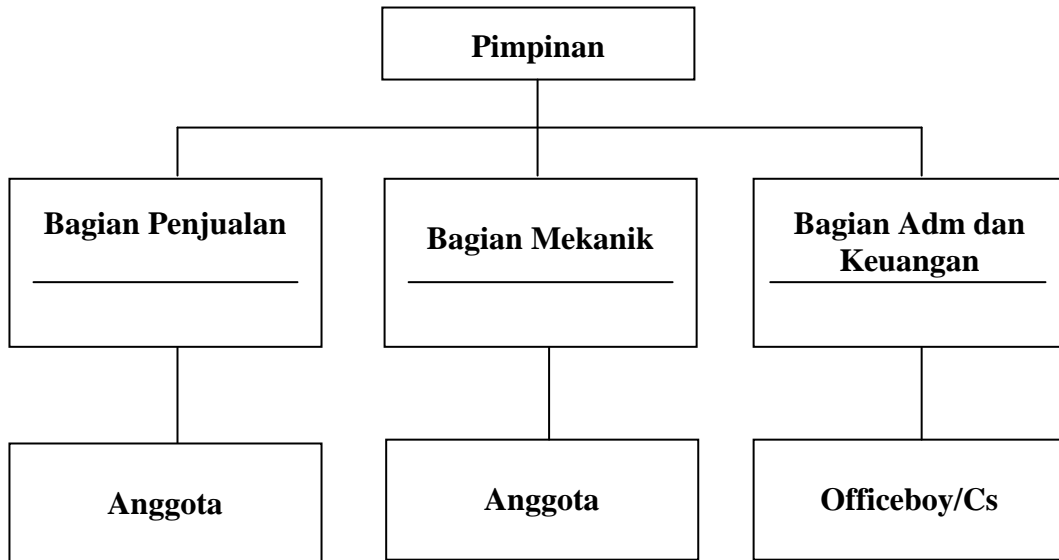 Pimpinan
Bagian Penjualan
Bagian Mekanik
Bagian Adm dan
Keuangan
Anggota
Anggota
Officeboy/Cs